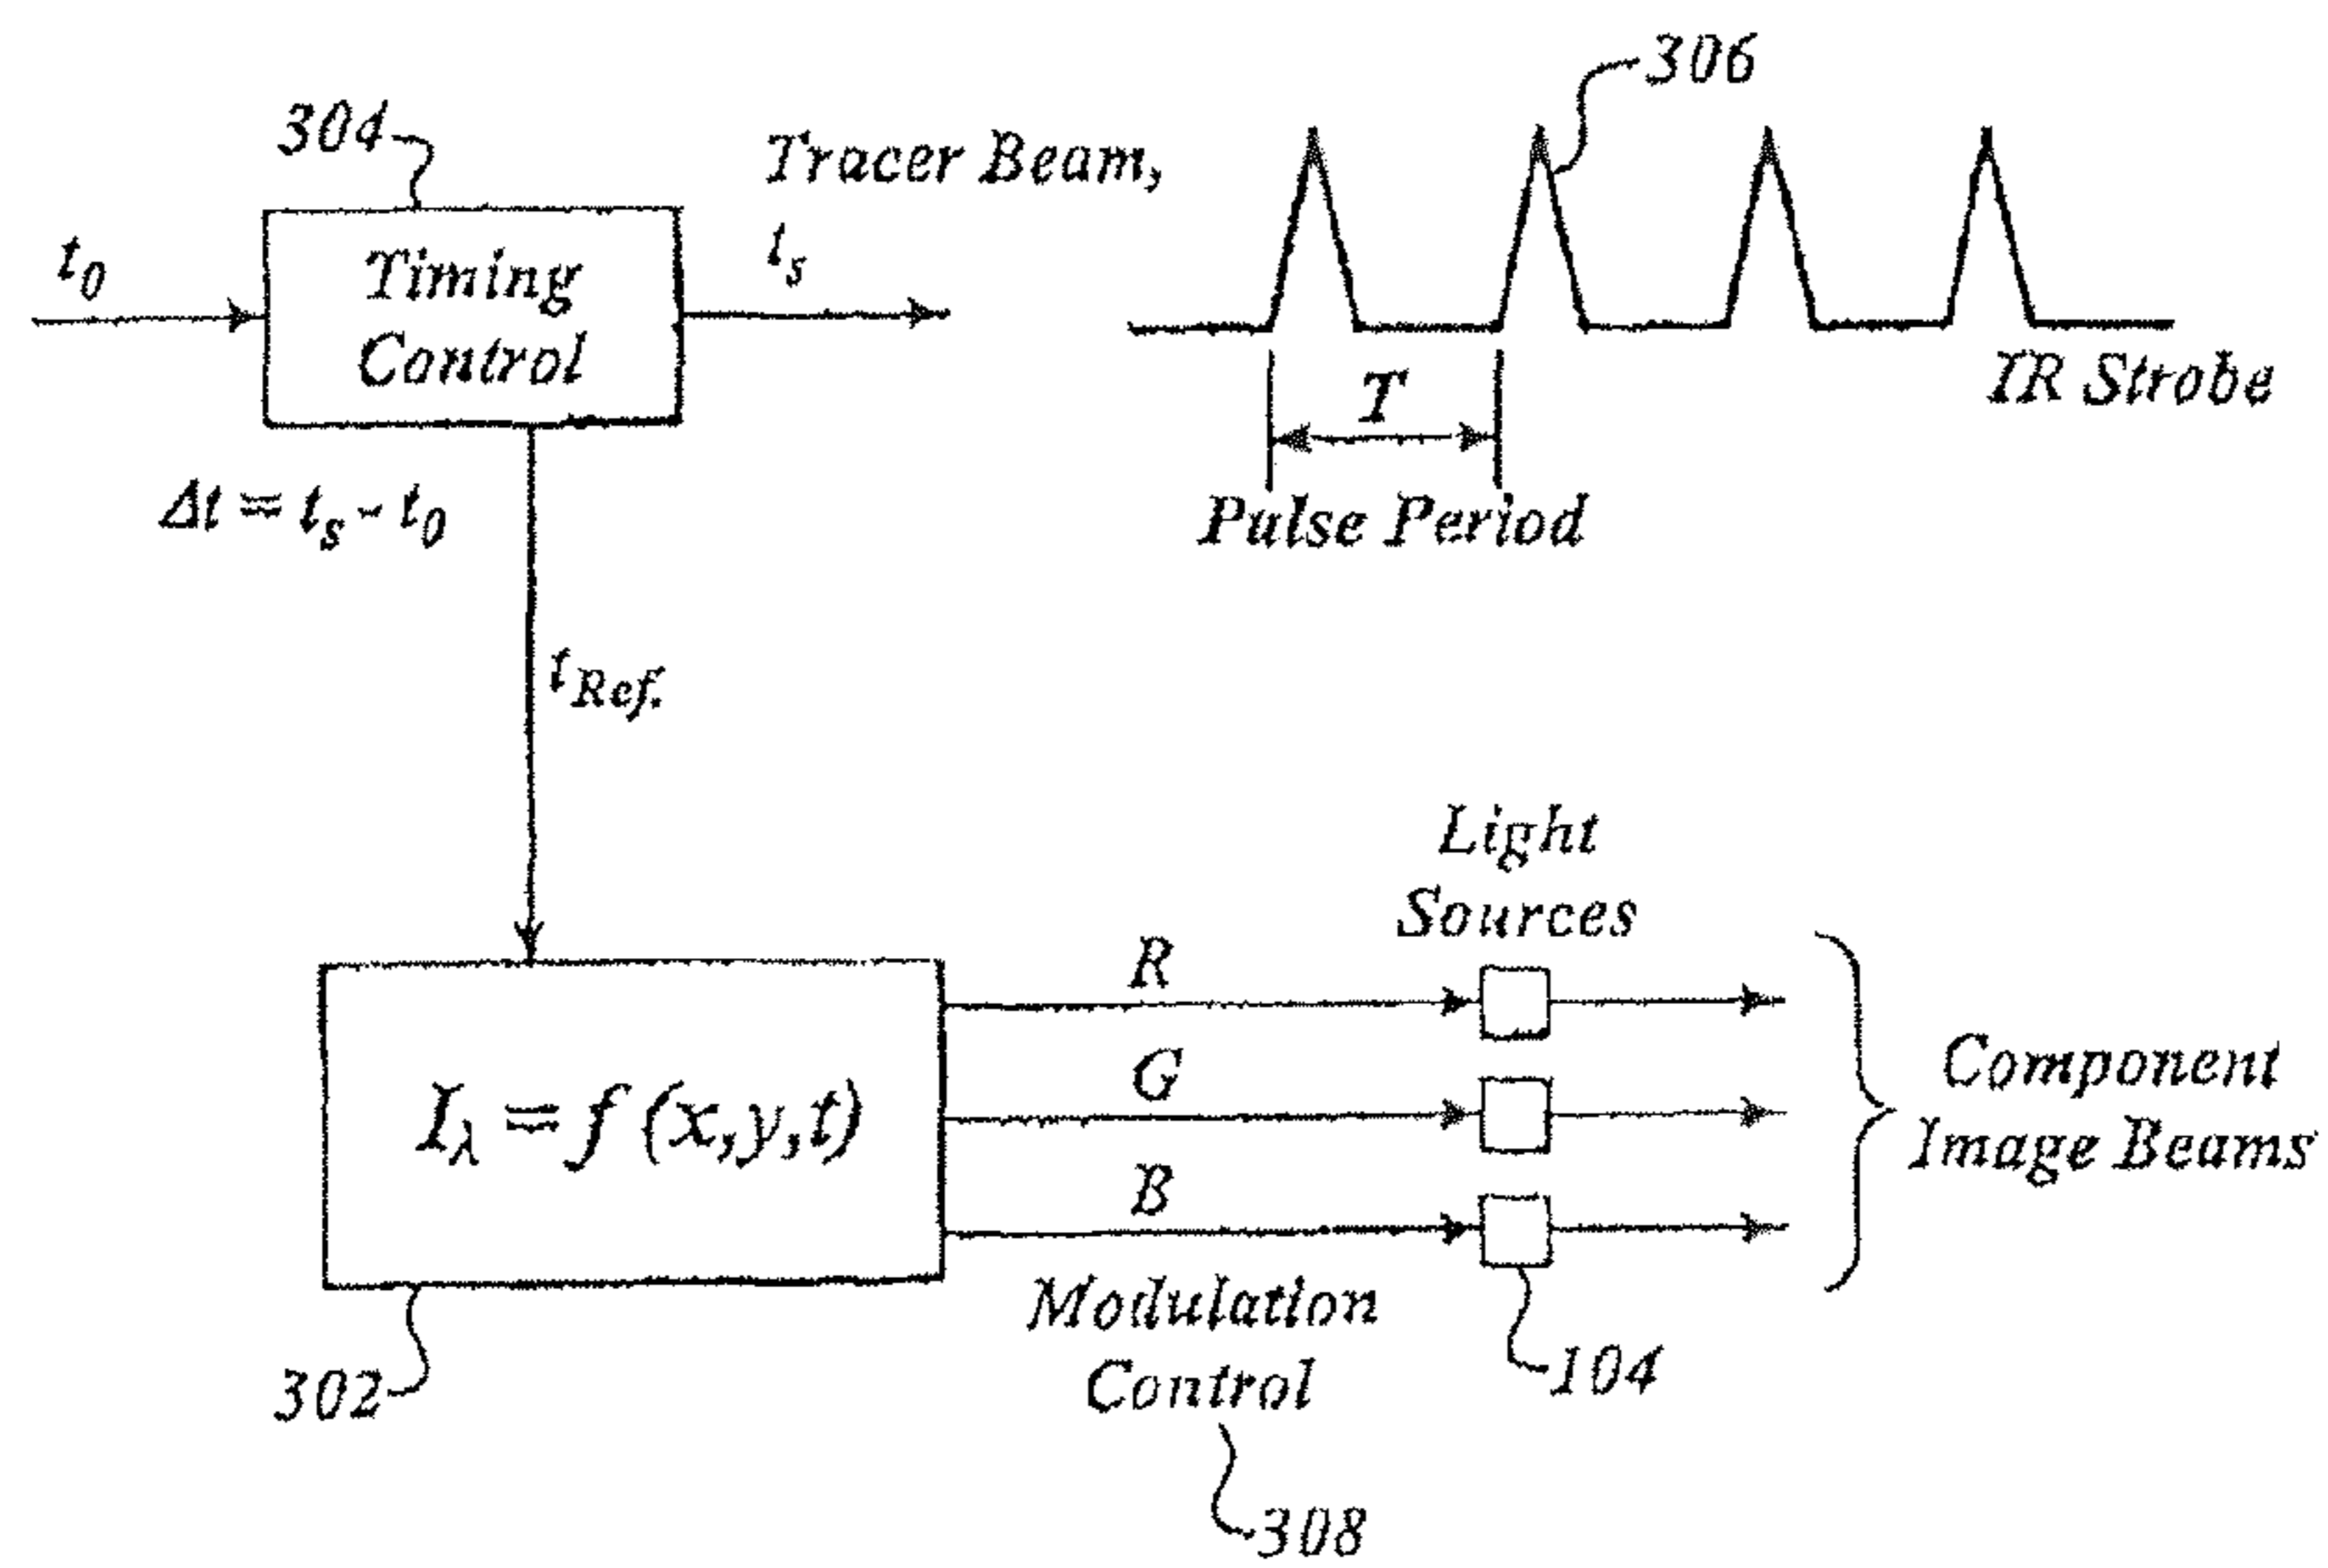 306
304
Tracer Beam,
t0
Timing
Control
ts
IR Strobe
T
Pulse Period
Δt = ts - t0
tRef.
Light
Sources
R
G
B
Iλ = f (x,y,t)
Component
Image Beams
Modulation
Control
302
104
308